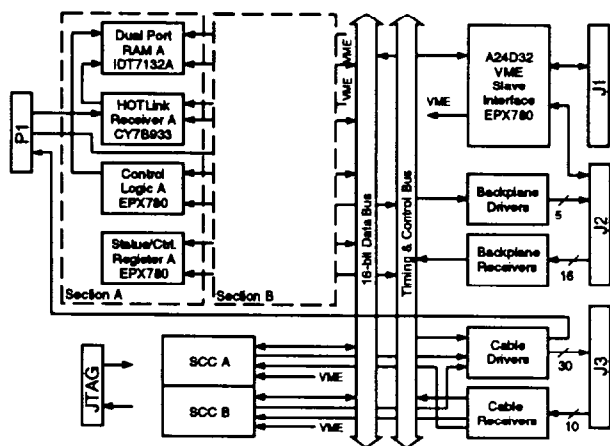 Dual Port
RAM A
IDT7132A
HOTLink
Receiver A
CY7B933
Control
Logic A
EPX780
Status/Ctrl.
Register A
EPX780
Section A
Section B
P1
VME
VME
16-bit Data Bus
Timing & Control Bus
A24D32
VME
Slave
Interface
EPX780
VME
J1
Backplane
Drivers
5
J2
Backplane
Receivers
16
JTAG
SCC A
VME
SCC B
VME
Cable
Drivers
30
J3
Cable
Receivers
10